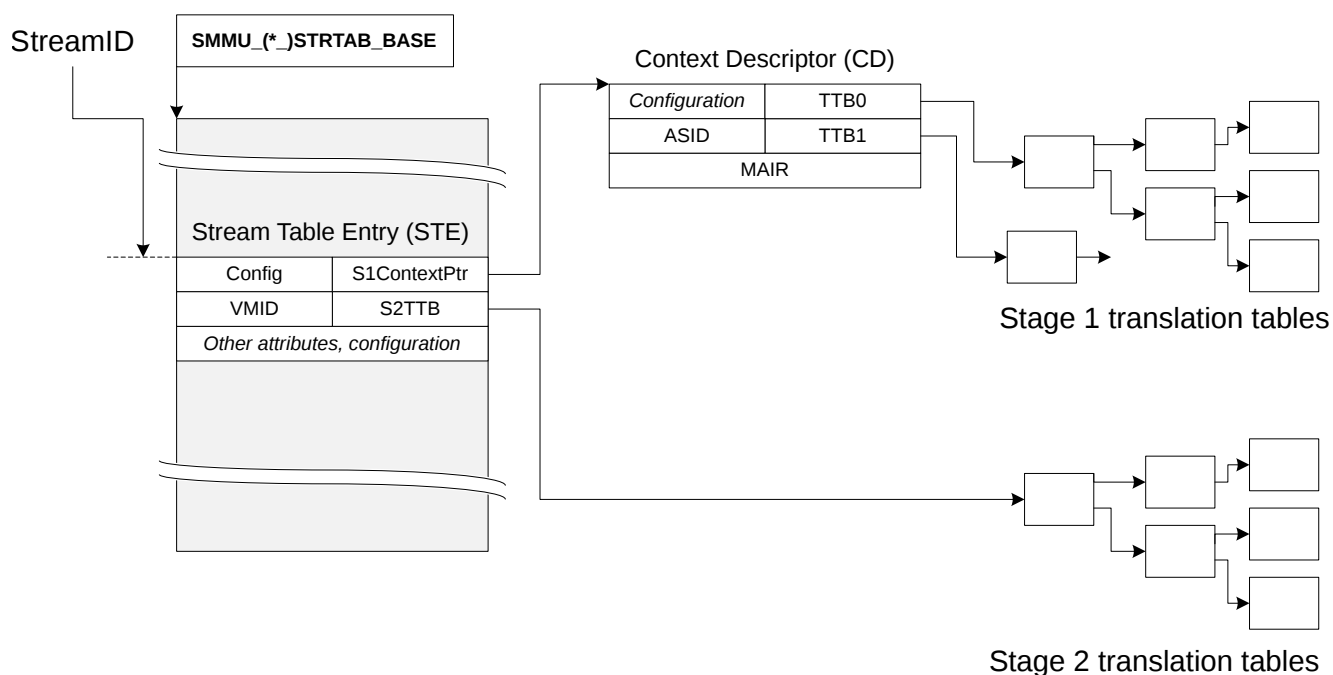 StreamID
SMMU_(*_)STRTAB_BASE
Context Descriptor (CD)
Configuration
TTB0
ASID
TTB1
MAIR
Stream Table Entry (STE)
Config
S1ContextPtr
VMID
S2TTB
Other attributes, configuration
Stage 1 translation tables
Stage 2 translation tables